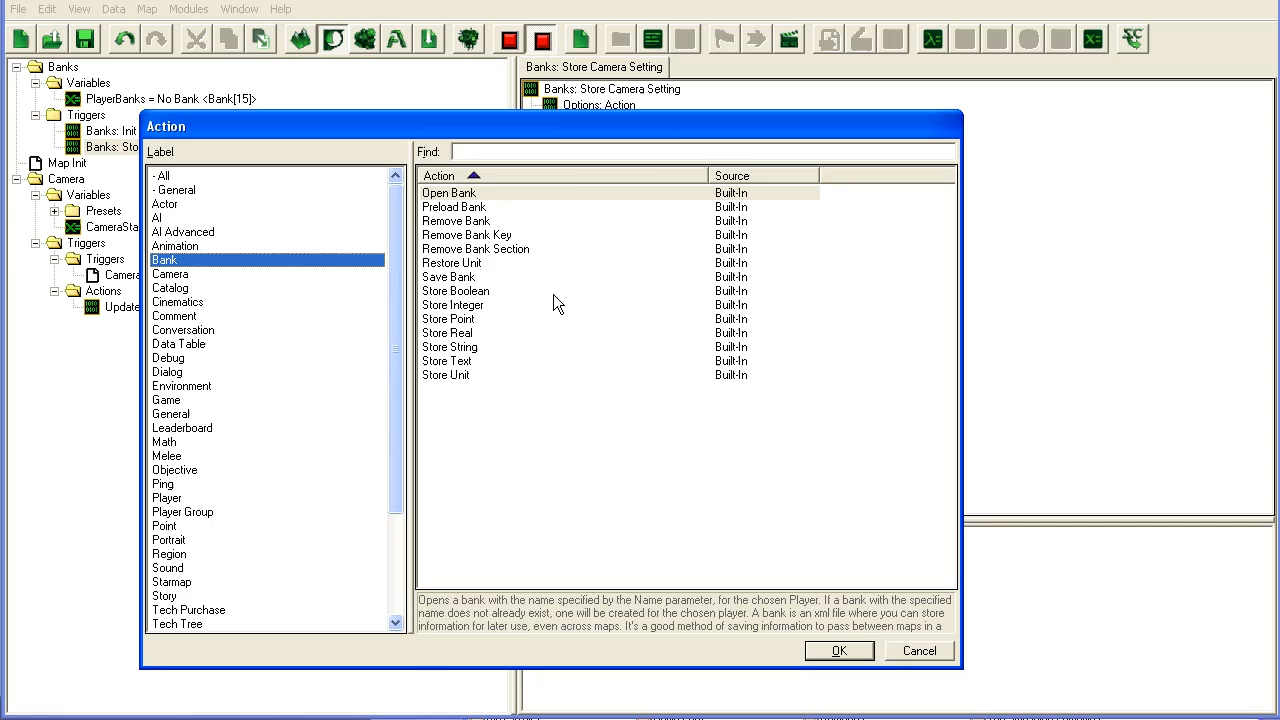 File Edit View Data Map Modules Window Help
Banks
Variables
PlayerBanks = No Bank <Bank[15]>
Triggers
Banks: Init
Banks: Sto
Map Init
Camera
Variables
Presets
CameraSta
Triggers
Triggers
Camera
Actions
Update
Banks: Store Camera Setting
Banks: Store Camera Setting
Options: Action
Action
Label
- All
- General
Actor
AI
AI Advanced
Animation
Bank
Camera
Catalog
Cinematics
Comment
Conversation
Data Table
Debug
Dialog
Environment
Game
General
Leaderboard
Math
Melee
Objective
Ping
Player
Player Group
Point
Portrait
Region
Sound
Starmap
Story
Tech Purchase
Tech Tree
Find:
Action Source
Open Bank Built-In
Preload Bank Built-In
Remove Bank Built-In
Remove Bank Key Built-In
Remove Bank Section Built-In
Restore Unit Built-In
Save Bank Built-In
Store Boolean Built-In
Store Integer Built-In
Store Point Built-In
Store Real Built-In
Store String Built-In
Store Text Built-In
Store Unit Built-In
Opens a bank with the name specified by the Name parameter, for the chosen Player. If a bank with the specified
name does not already exist, one will be created for the chosen player. A bank is an xml file where you can store
information for later use, even across maps. It's a good method of saving information to pass between maps in a
OK Cancel